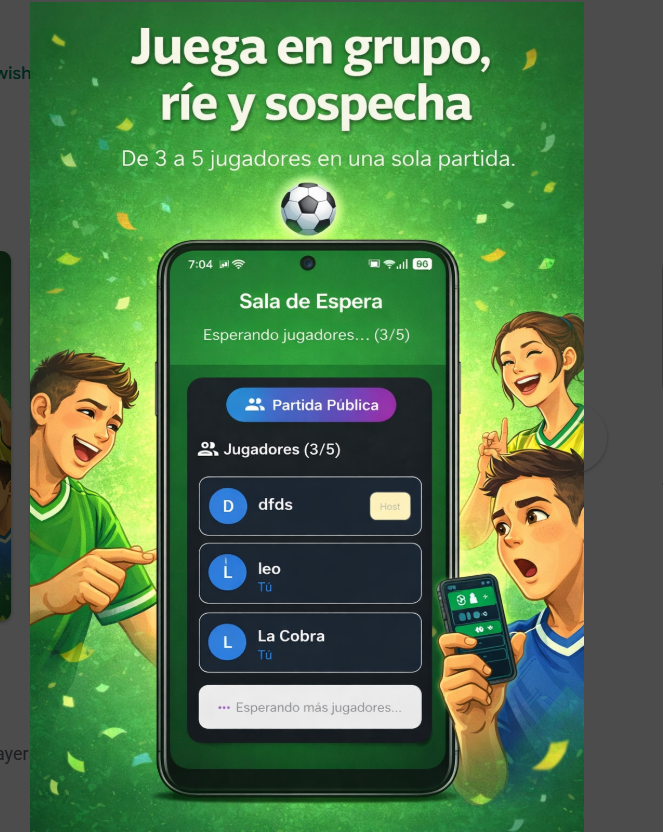 Juega en grupo,
ríe y sospecha
De 3 a 5 jugadores en una sola partida.
7:04
96
Sala de Espera
Esperando jugadores... (3/5)
Partida Pública
Jugadores (3/5)
D
dfds
Host
L
leo
Tú
L
La Cobra
Tú
··· Esperando más jugadores...
wish
ayer